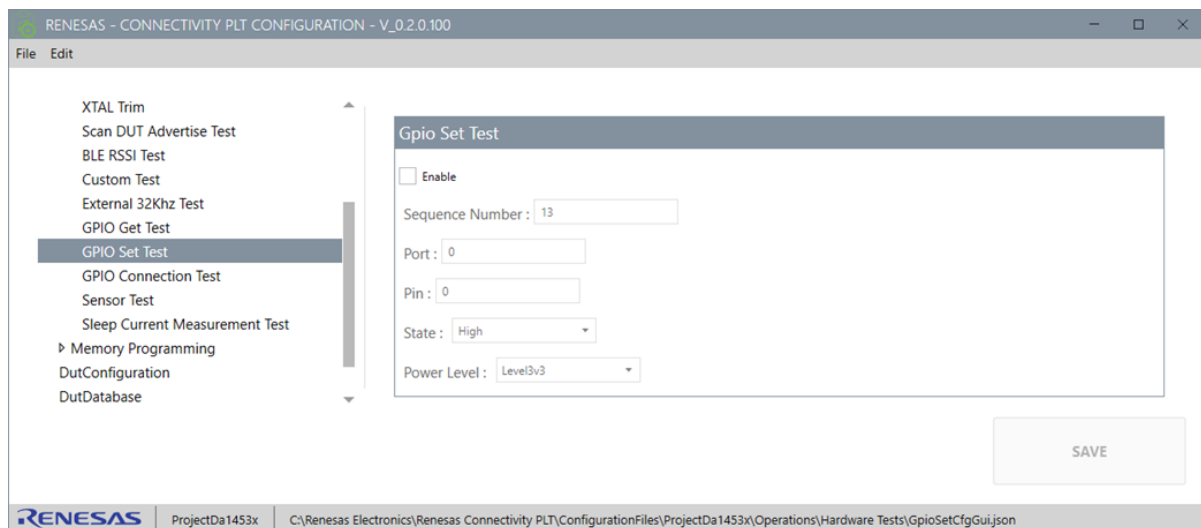 RENESAS - CONNECTIVITY PLT CONFIGURATION - V_0.2.0.100
File Edit
XTAL Trim
Scan DUT Advertise Test
BLE RSSI Test
Custom Test
External 32Khz Test
GPIO Get Test
GPIO Set Test
GPIO Connection Test
Sensor Test
Sleep Current Measurement Test
Memory Programming
DutConfiguration
DutDatabase
Gpio Set Test
Enable
Sequence Number : 13
Port : 0
Pin : 0
State : High
Power Level : Level3v3
SAVE
RENESAS ProjectDa1453x C:\Renesas Electronics\Renesas Connectivity PLT\ConfigurationFiles\ProjectDa1453x\Operations\Hardware Tests\GpioSetCfgGui.json